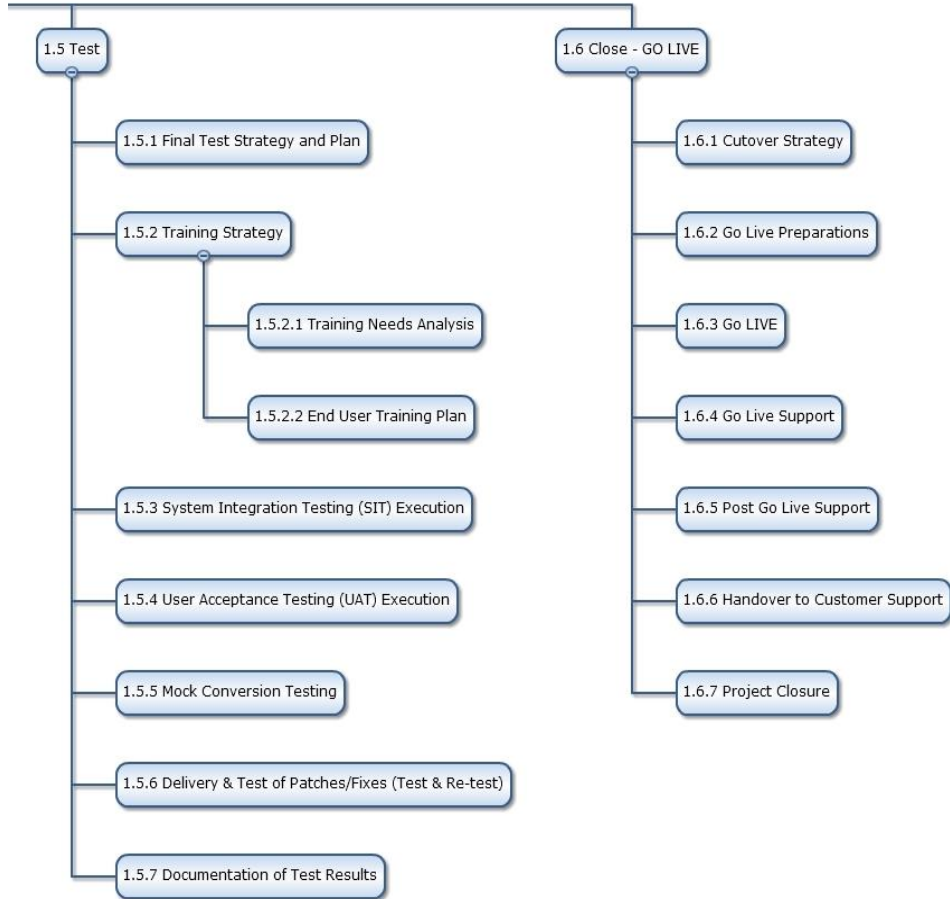 1.5 Test
1.5.1 Final Test Strategy and Plan
1.5.2 Training Strategy
1.5.2.1 Training Needs Analysis
1.5.2.2 End User Training Plan
1.5.3 System Integration Testing (SIT) Execution
1.5.4 User Acceptance Testing (UAT) Execution
1.5.5 Mock Conversion Testing
1.5.6 Delivery & Test of Patches/Fixes (Test & Re-test)
1.5.7 Documentation of Test Results
1.6 Close - GO LIVE
1.6.1 Cutover Strategy
1.6.2 Go Live Preparations
1.6.3 Go LIVE
1.6.4 Go Live Support
1.6.5 Post Go Live Support
1.6.6 Handover to Customer Support
1.6.7 Project Closure